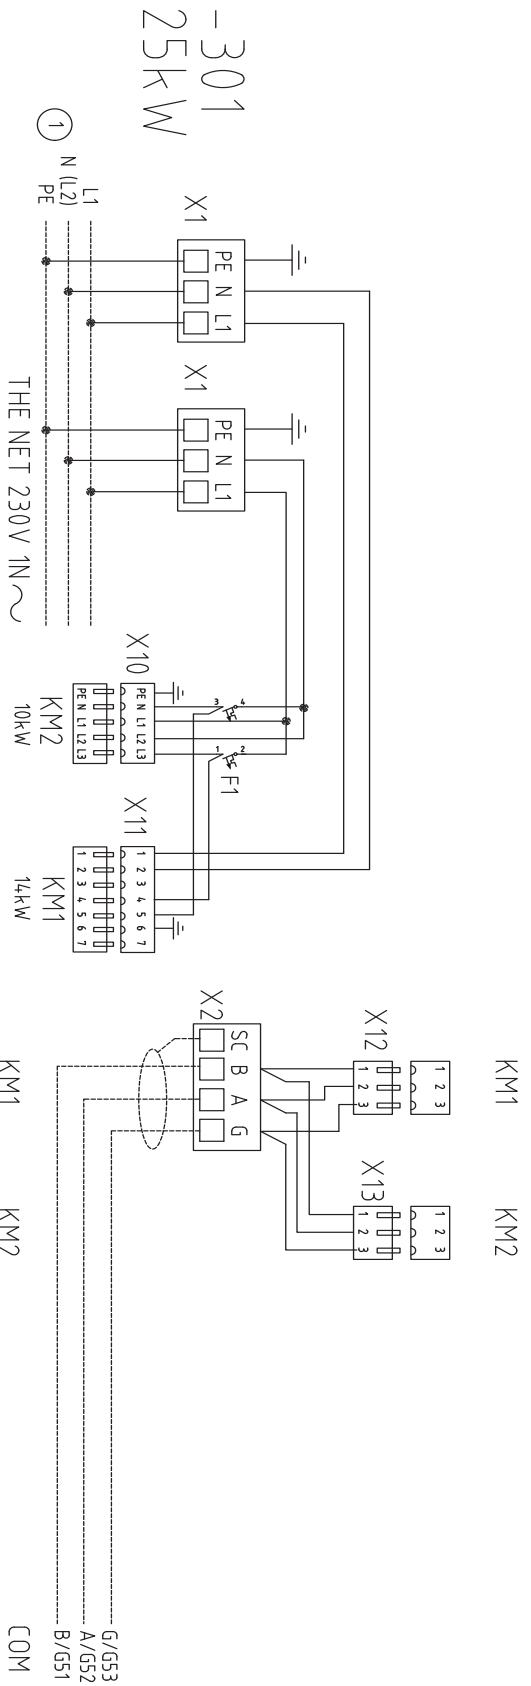 -301
25kW
1
L1
N (L2)
PE
THE NET 230V 1N~
X1
PE N L1
X1
PE N L1
X10
PE N L1 L2 L3
PE N L1 L2 L3
KM2
10kW
3 4
1 2
F1
X11
1 2 3 4 5 6 7
1 2 3 4 5 6 7
KM1
14kW
X2
SC B A G
X12
1 2 3
1 2 3
KM1
X13
1 2 3
1 2 3
KM2
KM1
KM2
G/G53
A/G52
B/G51
COM